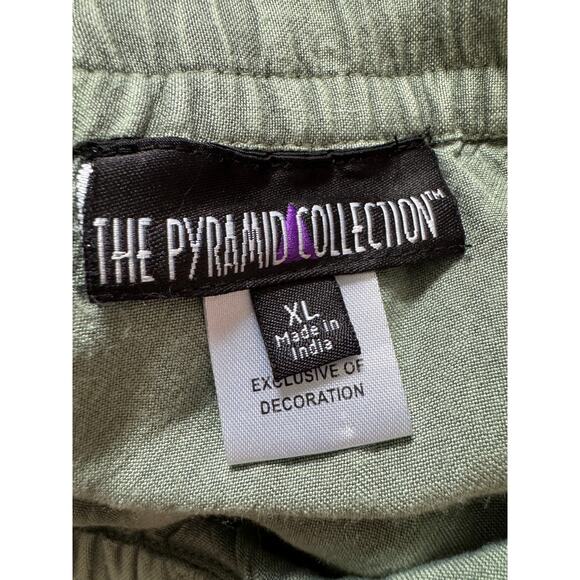 THE PYRAMID COLLECTION™
XL
Made in
India
EXCLUSIVE OF
DECORATION